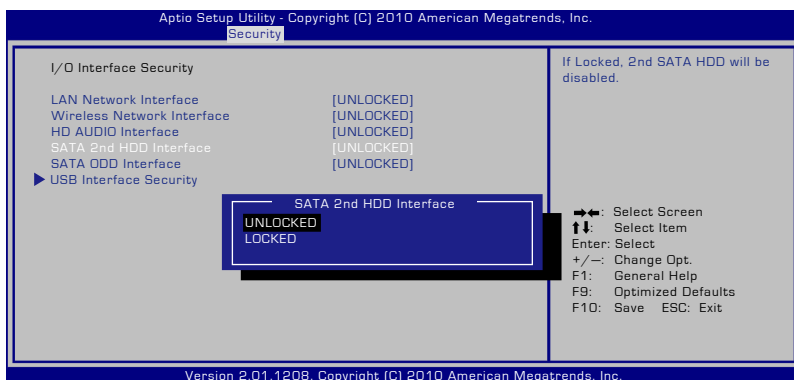 Aptio Setup Utility - Copyright (C) 2010 American Megatrends, Inc.
Security
I/O Interface Security
LAN Network Interface [UNLOCKED]
Wireless Network Interface [UNLOCKED]
HD AUDIO Interface [UNLOCKED]
SATA 2nd HDD Interface [UNLOCKED]
SATA ODD Interface [UNLOCKED]
USB Interface Security
SATA 2nd HDD Interface
UNLOCKED
LOCKED
If Locked, 2nd SATA HDD will be
disabled.
→←: Select Screen
↑↓: Select Item
Enter: Select
+/—: Change Opt.
F1: General Help
F9: Optimized Defaults
F10: Save ESC: Exit
Version 2.01.1208. Copyright (C) 2010 American Megatrends, Inc.